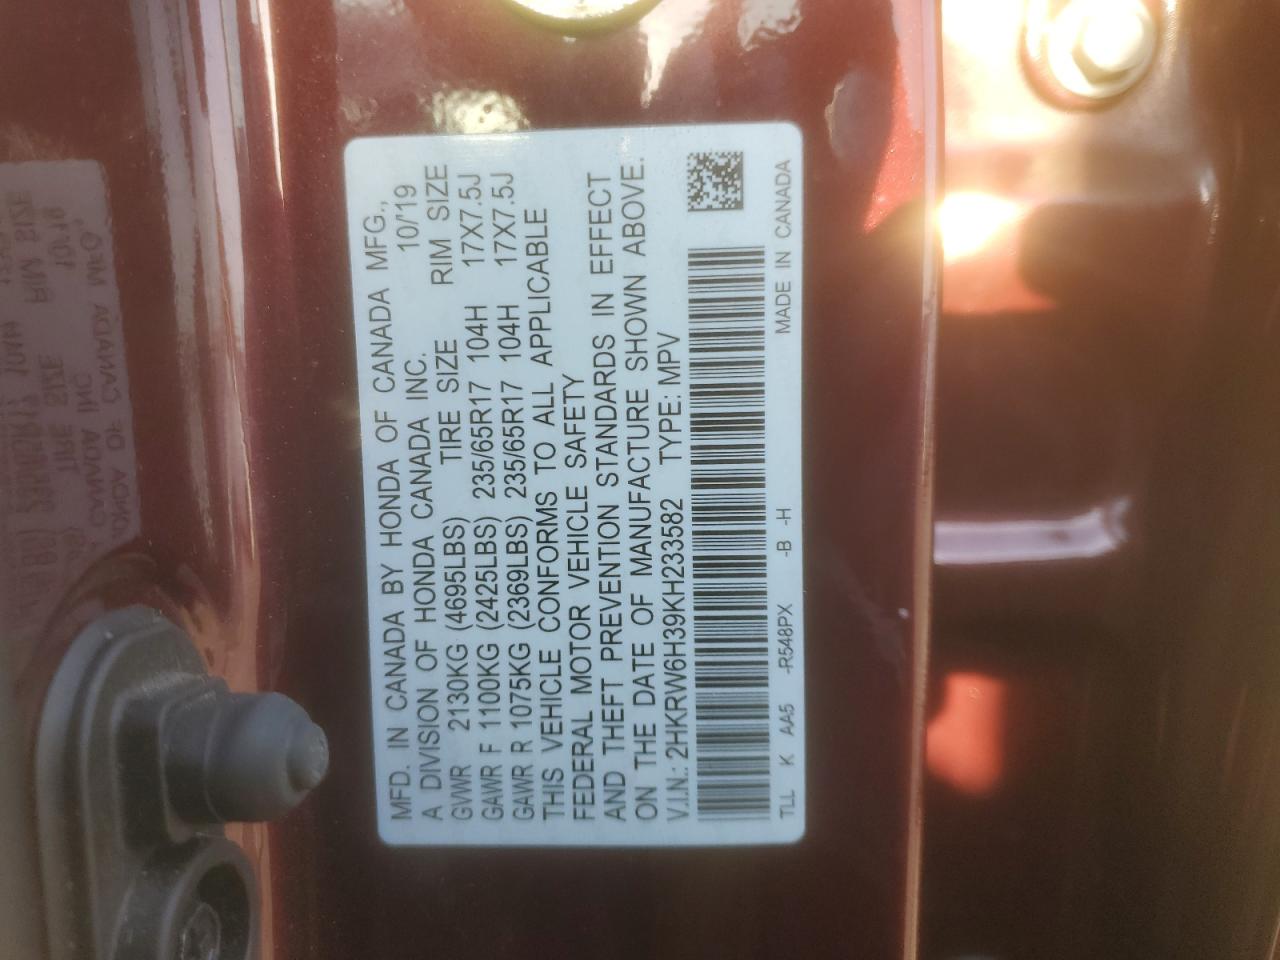 MFD. IN CANADA BY HONDA OF CANADA MFG.,
A DIVISION OF HONDA CANADA INC. 10/'19
GVWR 2130KG (4695LBS) TIRE SIZE RIM SIZE
GAWR F 1100KG (2425LBS) 235/65R17 104H 17X7.5J
GAWR R 1075KG (2369LBS) 235/65R17 104H 17X7.5J
THIS VEHICLE CONFORMS TO ALL APPLICABLE
FEDERAL MOTOR VEHICLE SAFETY
AND THEFT PREVENTION STANDARDS IN EFFECT
ON THE DATE OF MANUFACTURE SHOWN ABOVE.
V.I.N.: 2HKRW6H39KH233582 TYPE: MPV
TLL K AA5 -R548PX -B -H MADE IN CANADA